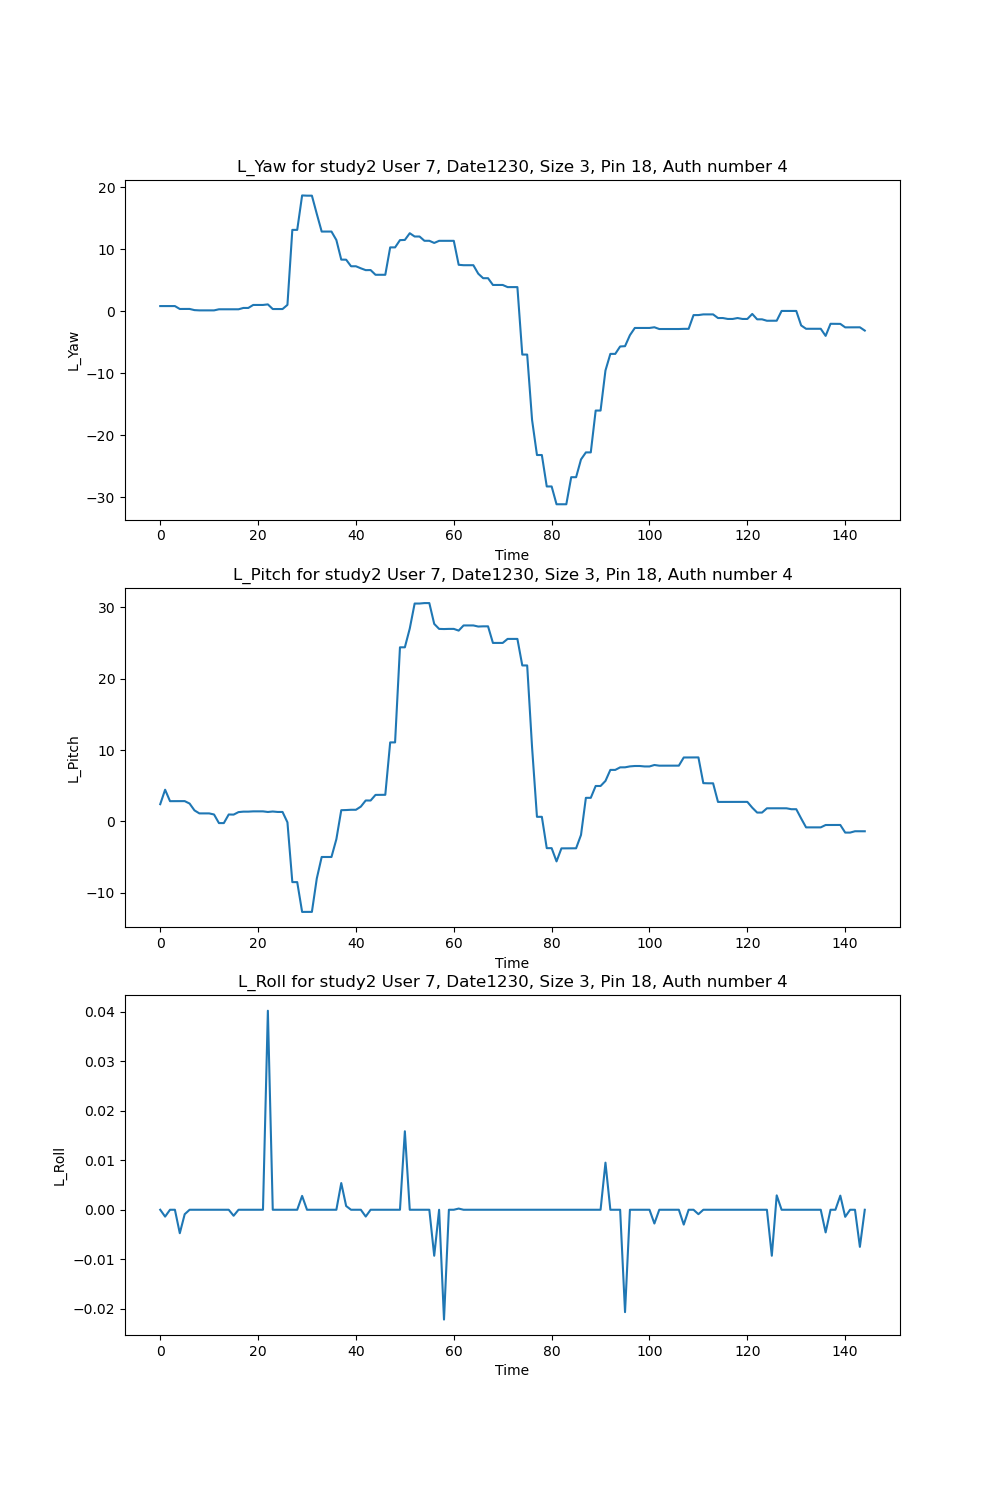 L_Yaw for study2 User 7, Date1230, Size 3, Pin 18, Auth number 4
20
10
0
−10
−20
−30
L_Yaw
0 20 40 60 80 100 120 140
Time
L_Pitch for study2 User 7, Date1230, Size 3, Pin 18, Auth number 4
30
20
10
0
−10
L_Pitch
0 20 40 60 80 100 120 140
Time
L_Roll for study2 User 7, Date1230, Size 3, Pin 18, Auth number 4
0.04
0.03
0.02
0.01
0.00
−0.01
−0.02
L_Roll
0 20 40 60 80 100 120 140
Time